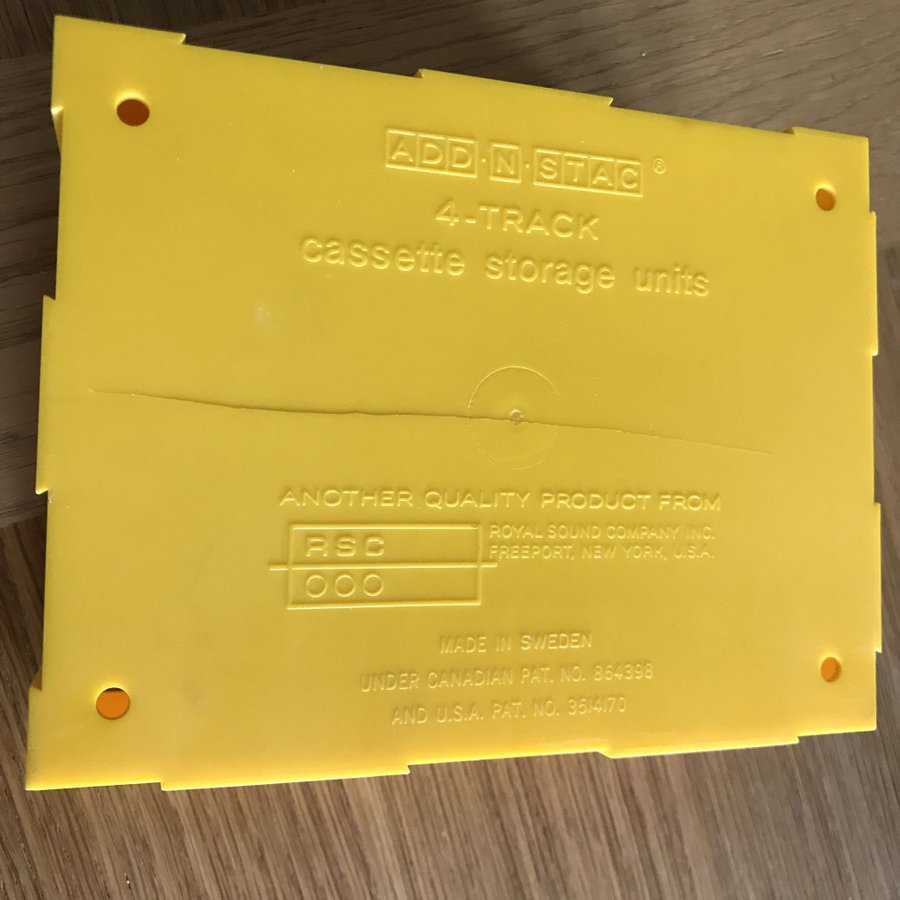 ADD·N·STAC®
4-TRACK
cassette storage units
ANOTHER QUALITY PRODUCT FROM
RSC
OOO
ROYAL SOUND COMPANY INC.
FREEPORT, NEW YORK, U.S.A.
MADE IN SWEDEN
UNDER CANADIAN PAT. NO. 864398
AND U.S.A. PAT. NO. 3514170